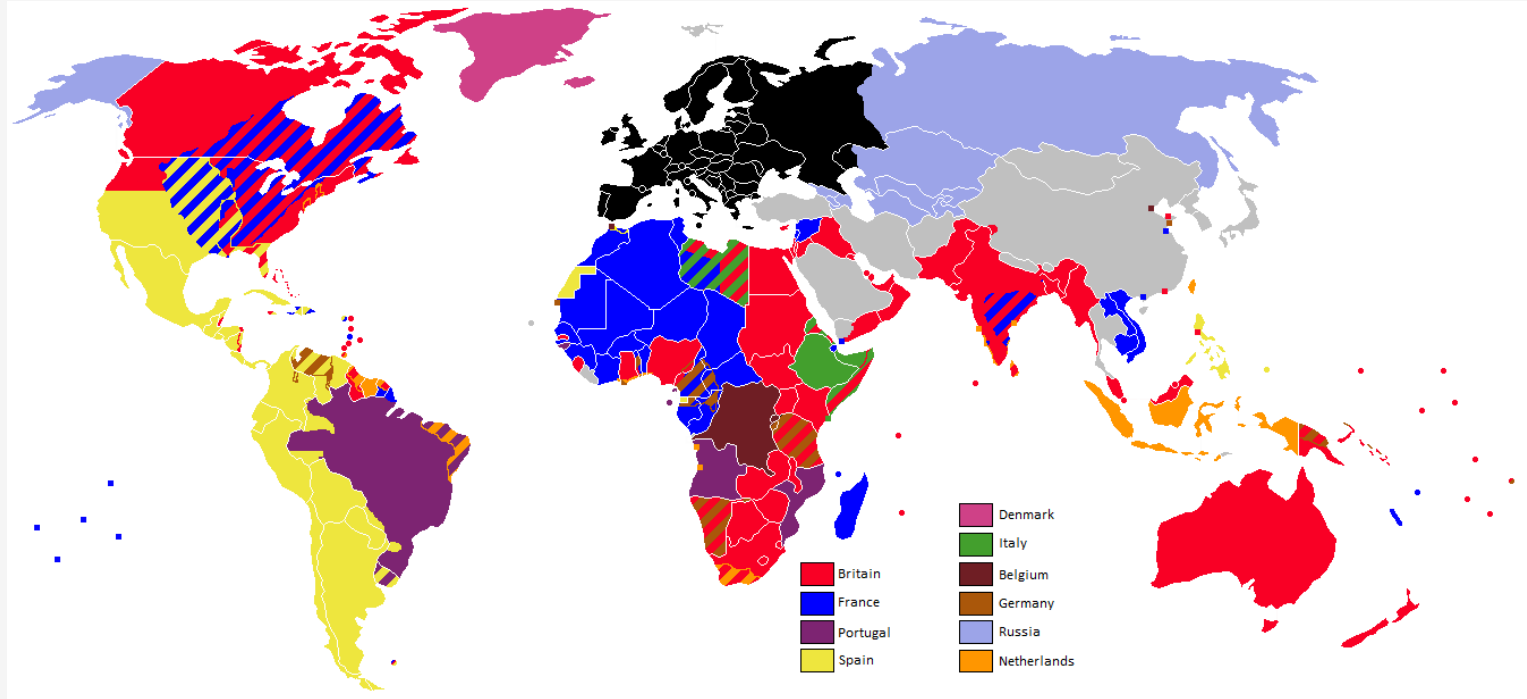 Britain
France
Portugal
Spain
Denmark
Italy
Belgium
Germany
Russia
Netherlands